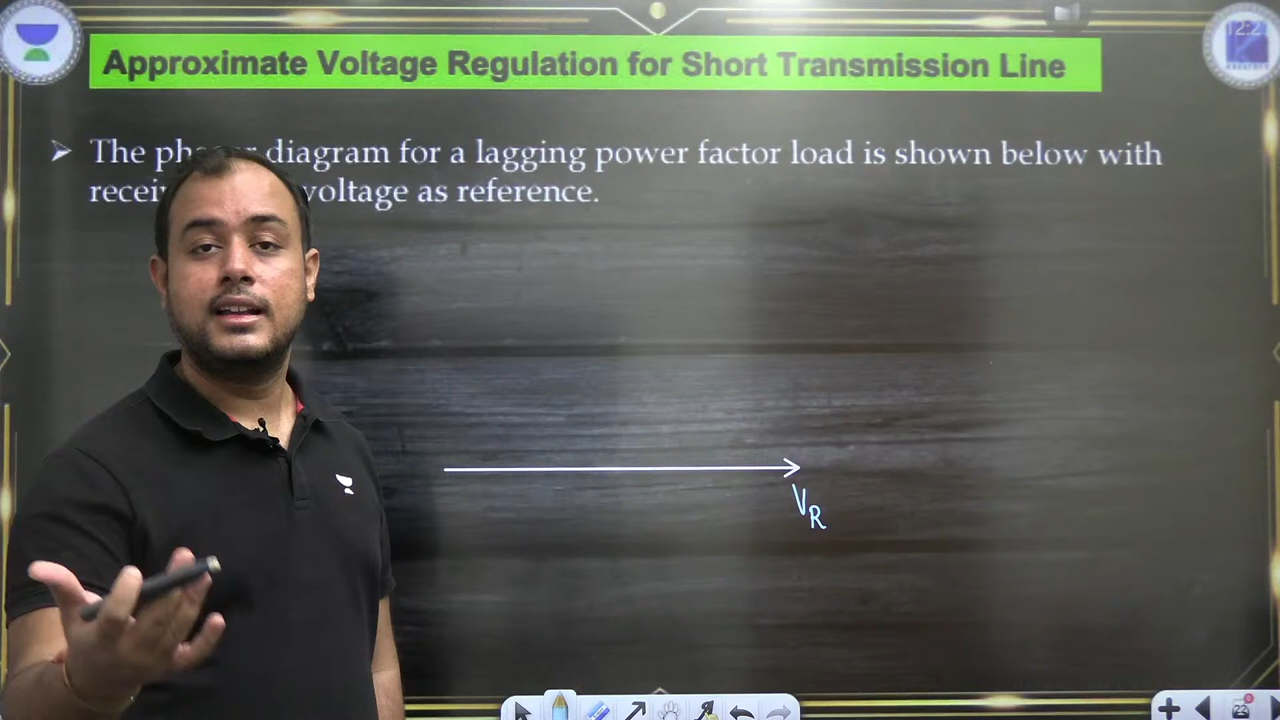 Approximate Voltage Regulation for Short Transmission Line
➤ The diagram for a lagging power factor load is shown below with
voltage as reference.
V_R
23